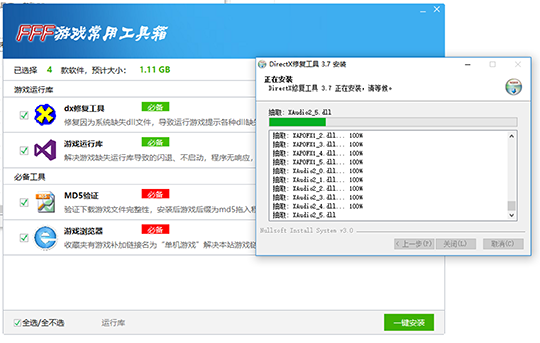 FFF游戏常用工具箱
已选择 4 款软件，预计大小： 1.11 GB
游戏运行库
dx修复工具 必备
修复因为系统缺失dll文件，导致运行游戏提示各种dll缺
游戏运行库 必备
解决游戏缺失运行库导致的闪退、不启动，程序无响应，
必备工具
MD5验证 必备
验证下载游戏文件完整性，安装后游戏后缀为md5拖入程
游戏浏览器 必备
收藏夹有游戏补加链接名为“单机游戏”解决本站游戏链
全选/全不选 运行库 一键安装
DirectX修复工具 3.7 安装
正在安装
DirectX修复工具 3.7 正在安装，请等候。
抽取: XAudio2_5.dll
抽取: XAPOFX1_2.dll... 100%
抽取: XAPOFX1_3.dll... 100%
抽取: XAPOFX1_4.dll... 100%
抽取: XAPOFX1_5.dll... 100%
抽取: XAudio2_0.dll... 100%
抽取: XAudio2_1.dll... 100%
抽取: XAudio2_2.dll... 100%
抽取: XAudio2_3.dll... 100%
抽取: XAudio2_4.dll... 100%
抽取: XAudio2_5.dll
Nullsoft Install System v3.0
< 上一步(P) 关闭(L) 取消(C)